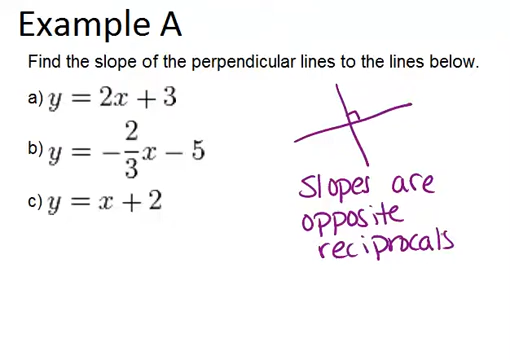 Example A
Find the slope of the perpendicular lines to the lines below.
a) y = 2x + 3
b) y = -2/3x - 5
c) y = x + 2
slopes are
opposite
reciprocals